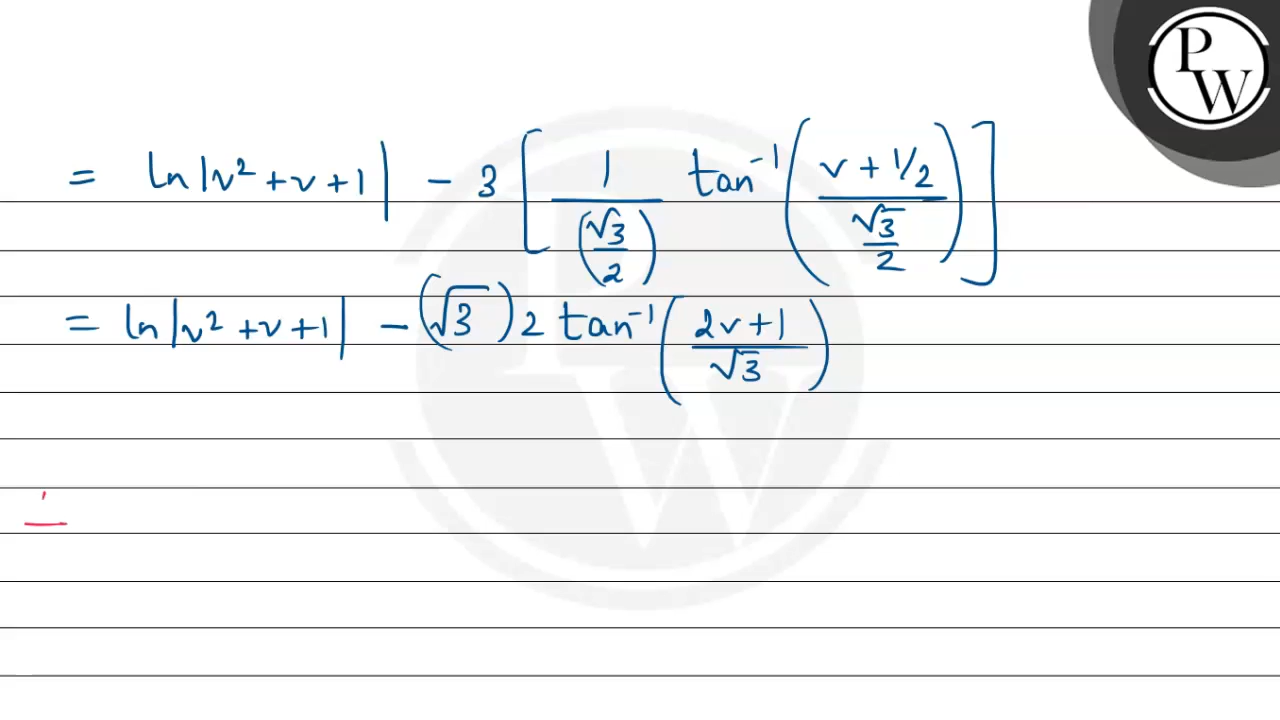 PW
= ln|v² + v + 1| - 3 [ 1/(√3/2) tan⁻¹ ( (v + 1/2)/(√3/2) ) ]
= ln|v² + v + 1| - (√3) 2 tan⁻¹ ( (2v + 1)/√3 )